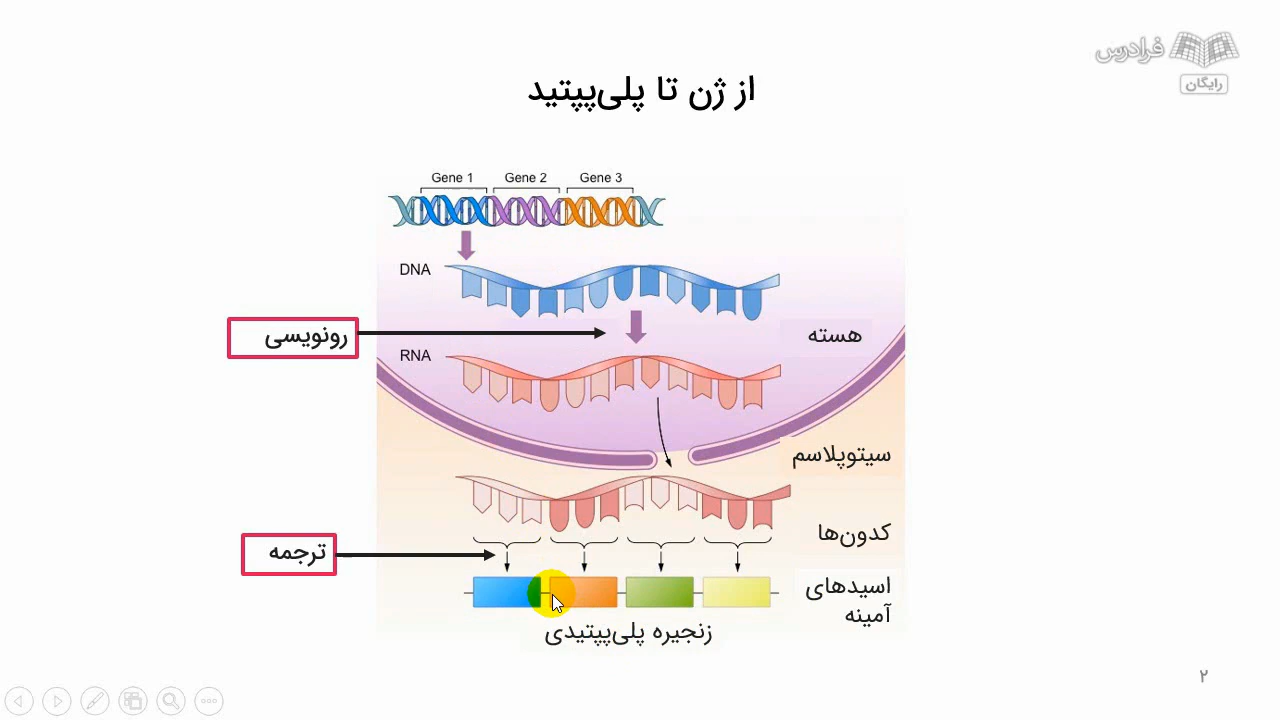 فرادرس
رایگان
از ژن تا پلی‌پپتید
Gene 1 Gene 2 Gene 3
DNA
رونویسی
هسته
RNA
سیتوپلاسم
کدون‌ها
ترجمه
اسیدهای
آمینه
زنجیره پلی‌پپتیدی
۲